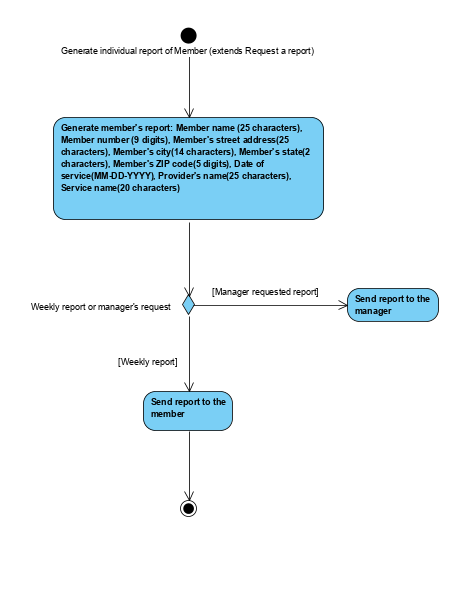 Generate individual report of Member (extends Request a report)
Generate member's report: Member name (25 characters),
Member number (9 digits), Member's street address(25
characters), Member's city(14 characters), Member's state(2
characters), Member's ZIP code(5 digits), Date of
service(MM-DD-YYYY), Provider's name(25 characters),
Service name(20 characters)
[Manager requested report]
Weekly report or manager's request
Send report to the
manager
[Weekly report]
Send report to the
member